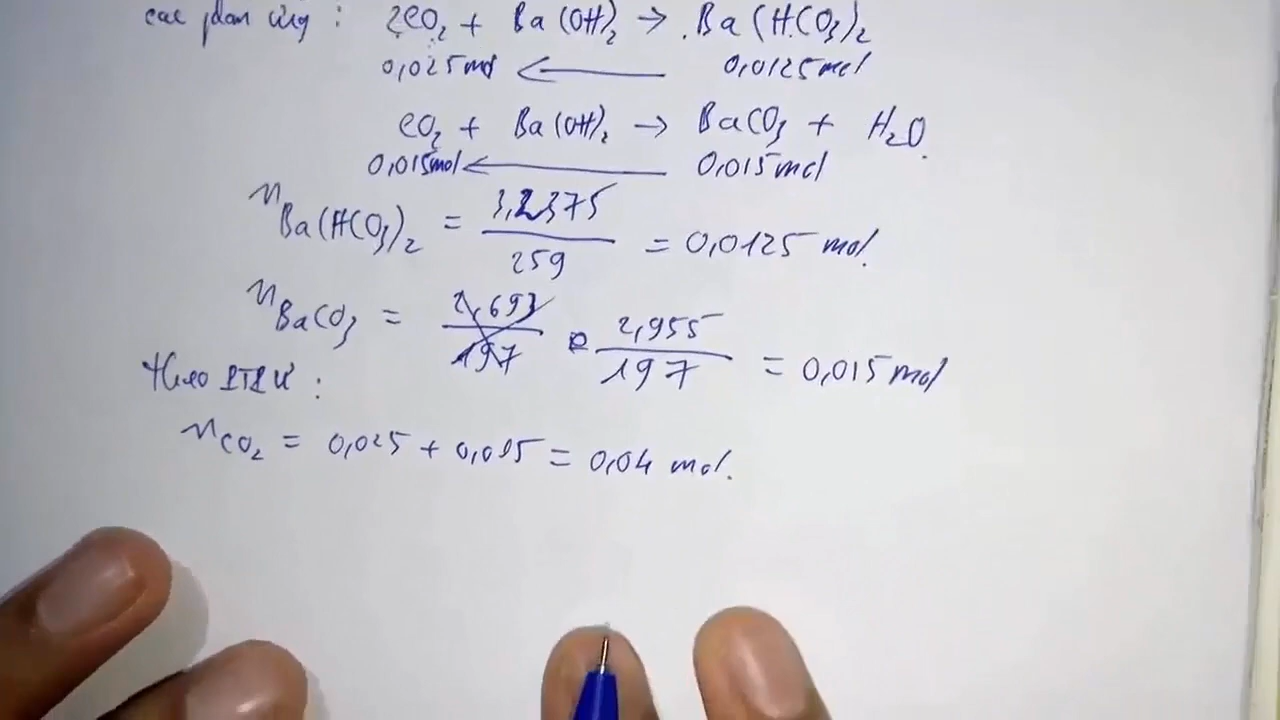 các phản ứng : 2CO₂ + Ba(OH)₂ → Ba(HCO₃)₂
0,025mol ← 0,0125mol
CO₂ + Ba(OH)₂ → BaCO₃ + H₂O.
0,015mol ← 0,015mol
nBa(HCO₃)₂ = 3,2375/259 = 0,0125 mol.
nBaCO₃ = 2,955/197 = 0,015 mol
theo PTPƯ :
nCO₂ = 0,025 + 0,015 = 0,04 mol.